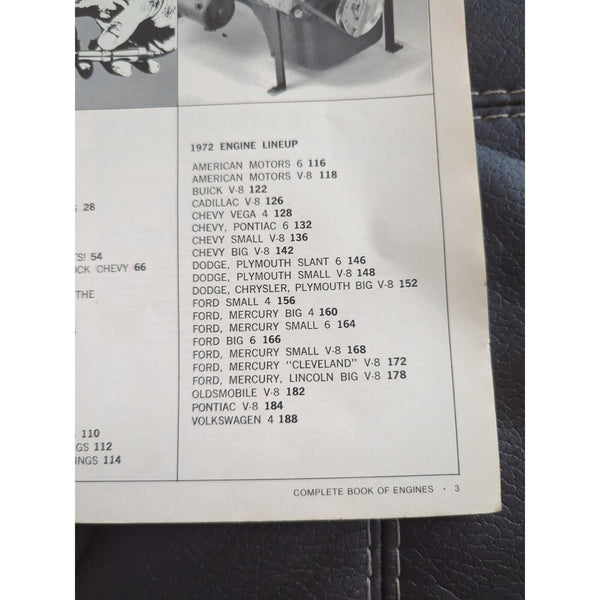 S 28
TS! 54
OCK CHEVY 66
THE
S
S 110
GS 112
INGS 114
1972 ENGINE LINEUP
AMERICAN MOTORS 6 116
AMERICAN MOTORS V-8 118
BUICK V-8 122
CADILLAC V-8 126
CHEVY VEGA 4 128
CHEVY, PONTIAC 6 132
CHEVY SMALL V-8 136
CHEVY BIG V-8 142
DODGE, PLYMOUTH SLANT 6 146
DODGE, PLYMOUTH SMALL V-8 148
DODGE, CHRYSLER, PLYMOUTH BIG V-8 152
FORD SMALL 4 156
FORD, MERCURY BIG 4 160
FORD, MERCURY SMALL 6 164
FORD BIG 6 166
FORD, MERCURY SMALL V-8 168
FORD, MERCURY "CLEVELAND" V-8 172
FORD, MERCURY, LINCOLN BIG V-8 178
OLDSMOBILE V-8 182
PONTIAC V-8 184
VOLKSWAGEN 4 188
COMPLETE BOOK OF ENGINES · 3